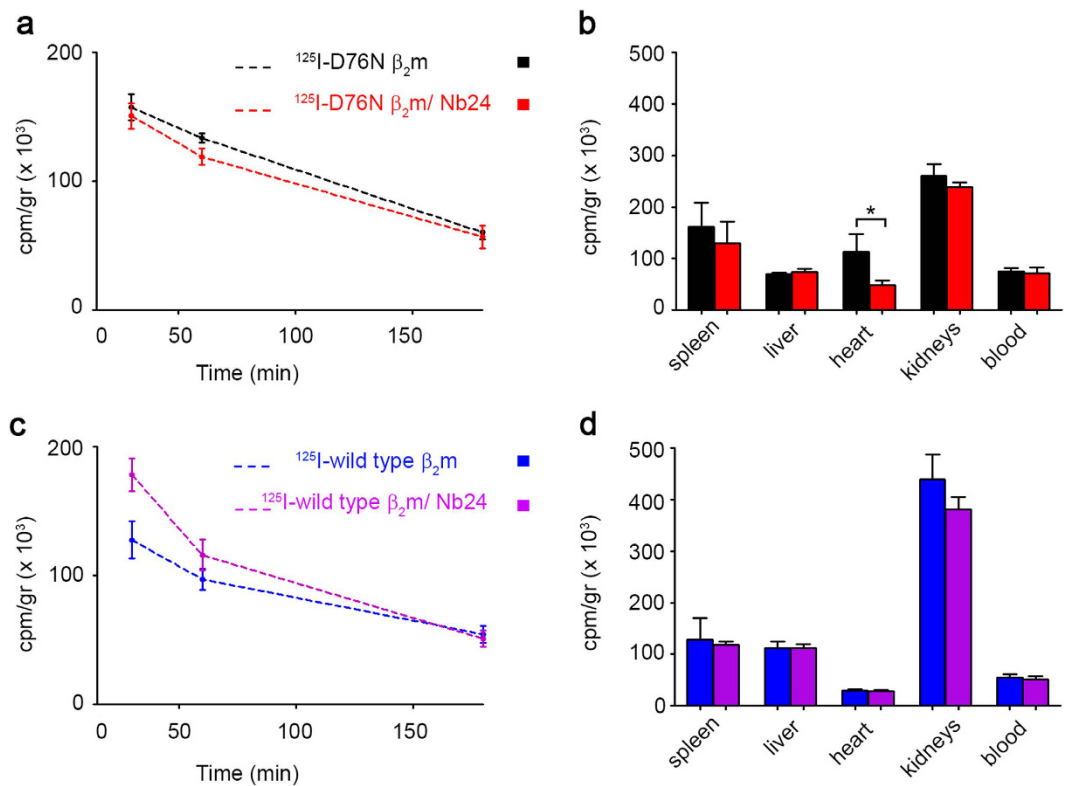 a
200
100
0
0
50
100
150
cpm/gr (x 10³)
Time (min)
¹²⁵I-D76N β₂m
¹²⁵I-D76N β₂m/ Nb24
b
500
400
300
200
100
0
cpm/gr (x 10³)
*
spleen
liver
heart
kidneys
blood
c
200
100
0
0
50
100
150
cpm/gr (x 10³)
Time (min)
¹²⁵I-wild type β₂m
¹²⁵I-wild type β₂m/ Nb24
d
500
400
300
200
100
0
cpm/gr (x 10³)
spleen
liver
heart
kidneys
blood